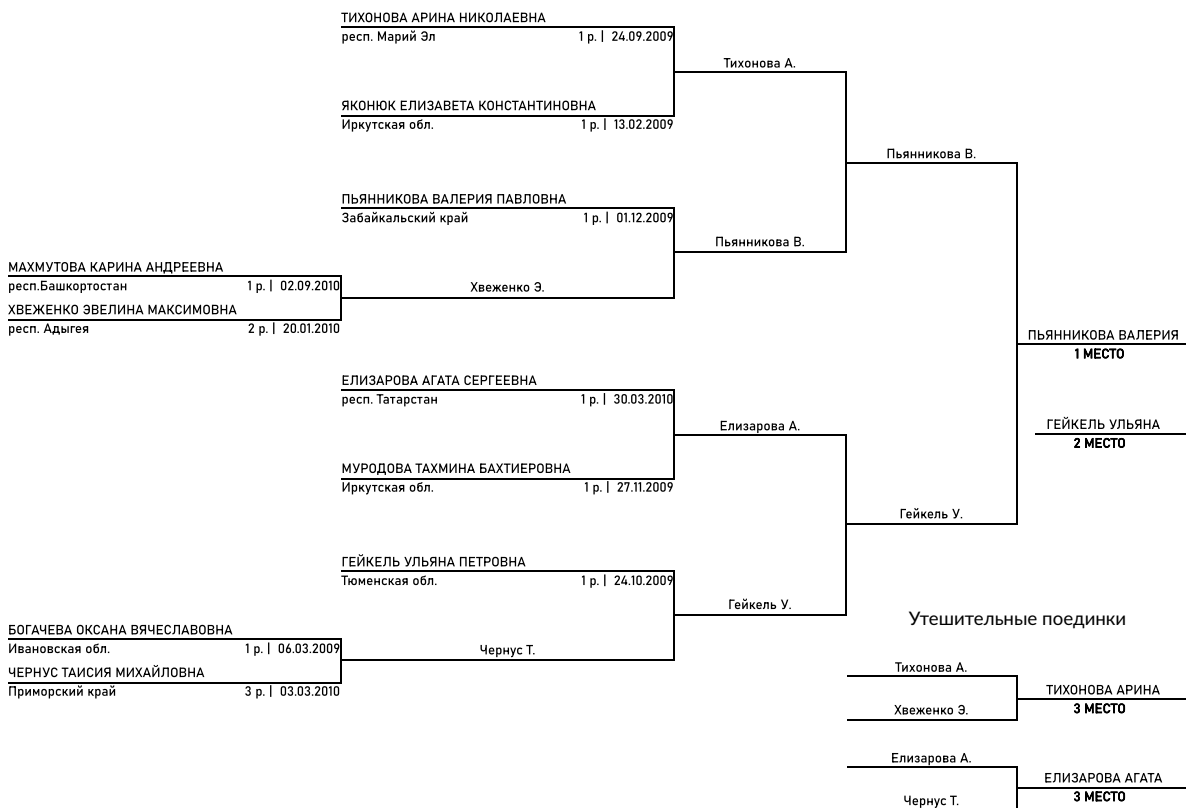 ТИХОНОВА АРИНА НИКОЛАЕВНА
респ. Марий Эл 1 р. | 24.09.2009
Тихонова А.
ЯКОНЮК ЕЛИЗАВЕТА КОНСТАНТИНОВНА
Иркутская обл. 1 р. | 13.02.2009
Пьянникова В.
ПЬЯННИКОВА ВАЛЕРИЯ ПАВЛОВНА
Забайкальский край 1 р. | 01.12.2009
Пьянникова В.
МАХМУТОВА КАРИНА АНДРЕЕВНА
респ.Башкортостан 1 р. | 02.09.2010
Хвеженко Э.
ХВЕЖЕНКО ЭВЕЛИНА МАКСИМОВНА
респ. Адыгея 2 р. | 20.01.2010
ПЬЯННИКОВА ВАЛЕРИЯ
1 МЕСТО
ЕЛИЗАРОВА АГАТА СЕРГЕЕВНА
респ. Татарстан 1 р. | 30.03.2010
Елизарова А.
ГЕЙКЕЛЬ УЛЬЯНА
2 МЕСТО
МУРОДОВА ТАХМИНА БАХТИЕРОВНА
Иркутская обл. 1 р. | 27.11.2009
Гейкель У.
ГЕЙКЕЛЬ УЛЬЯНА ПЕТРОВНА
Тюменская обл. 1 р. | 24.10.2009
Гейкель У.
Утешительные поединки
БОГАЧЕВА ОКСАНА ВЯЧЕСЛАВОВНА
Ивановская обл. 1 р. | 06.03.2009
Чернус Т.
ЧЕРНУС ТАИСИЯ МИХАЙЛОВНА
Приморский край 3 р. | 03.03.2010
Тихонова А.
ТИХОНОВА АРИНА
3 МЕСТО
Хвеженко Э.
Елизарова А.
ЕЛИЗАРОВА АГАТА
3 МЕСТО
Чернус Т.